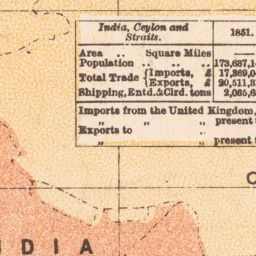 India, Ceylon and Straits.
1851.
Area .. Square Miles —
Population .. .. .. 173,687,1
Total Trade {Imports, £ 17,869,0
{Exports, £ 20,511,3
Shipping, Entd. & Clrd. tons 2,065,6
Imports from the United Kingdom,
„ „ „ present
Exports to „
„ „ present
C
DIA